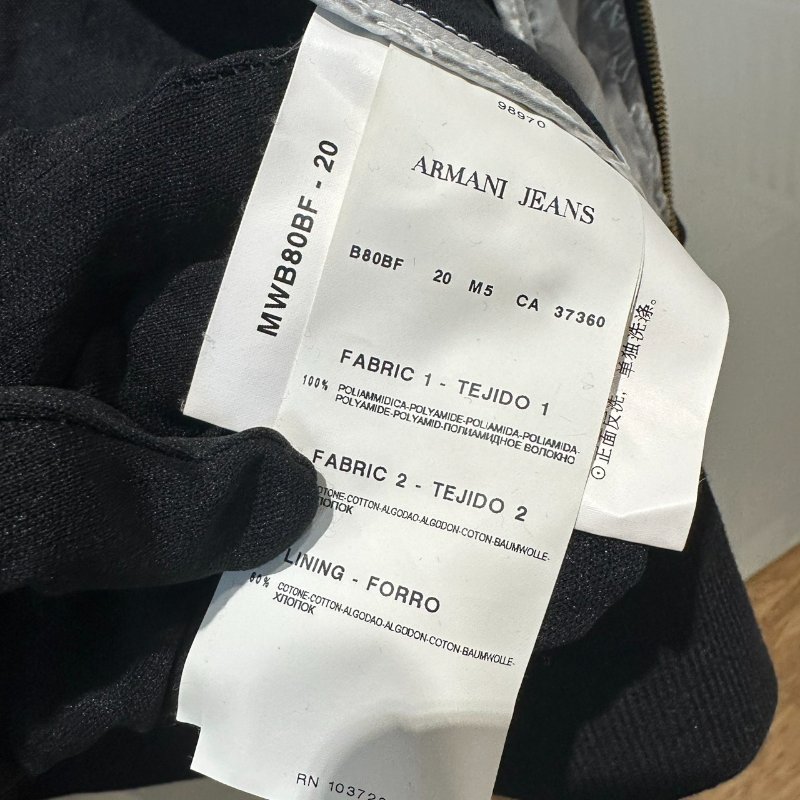 98970
ARMANI JEANS
MWB80BF - 20
B80BF 20 M5 CA 37360
FABRIC 1 - TEJIDO 1
100% POLIAMMIDICA-POLYAMIDE-POLIAMIDA-POLIAMIDA-
POLYAMIDE-POLYAMID-ПОЛИАМИДНОЕ ВОЛОКНО
FABRIC 2 - TEJIDO 2
COTONE-COTTON-ALGODAO-ALGODON-COTON-BAUMWOLLE-
ХЛОПОК
LINING - FORRO
COTONE-COTTON-ALGODAO-ALGODON-COTON-BAUMWOLLE-
ХЛОПОК
RN 10372
⊙正面反洗，单独洗涤。